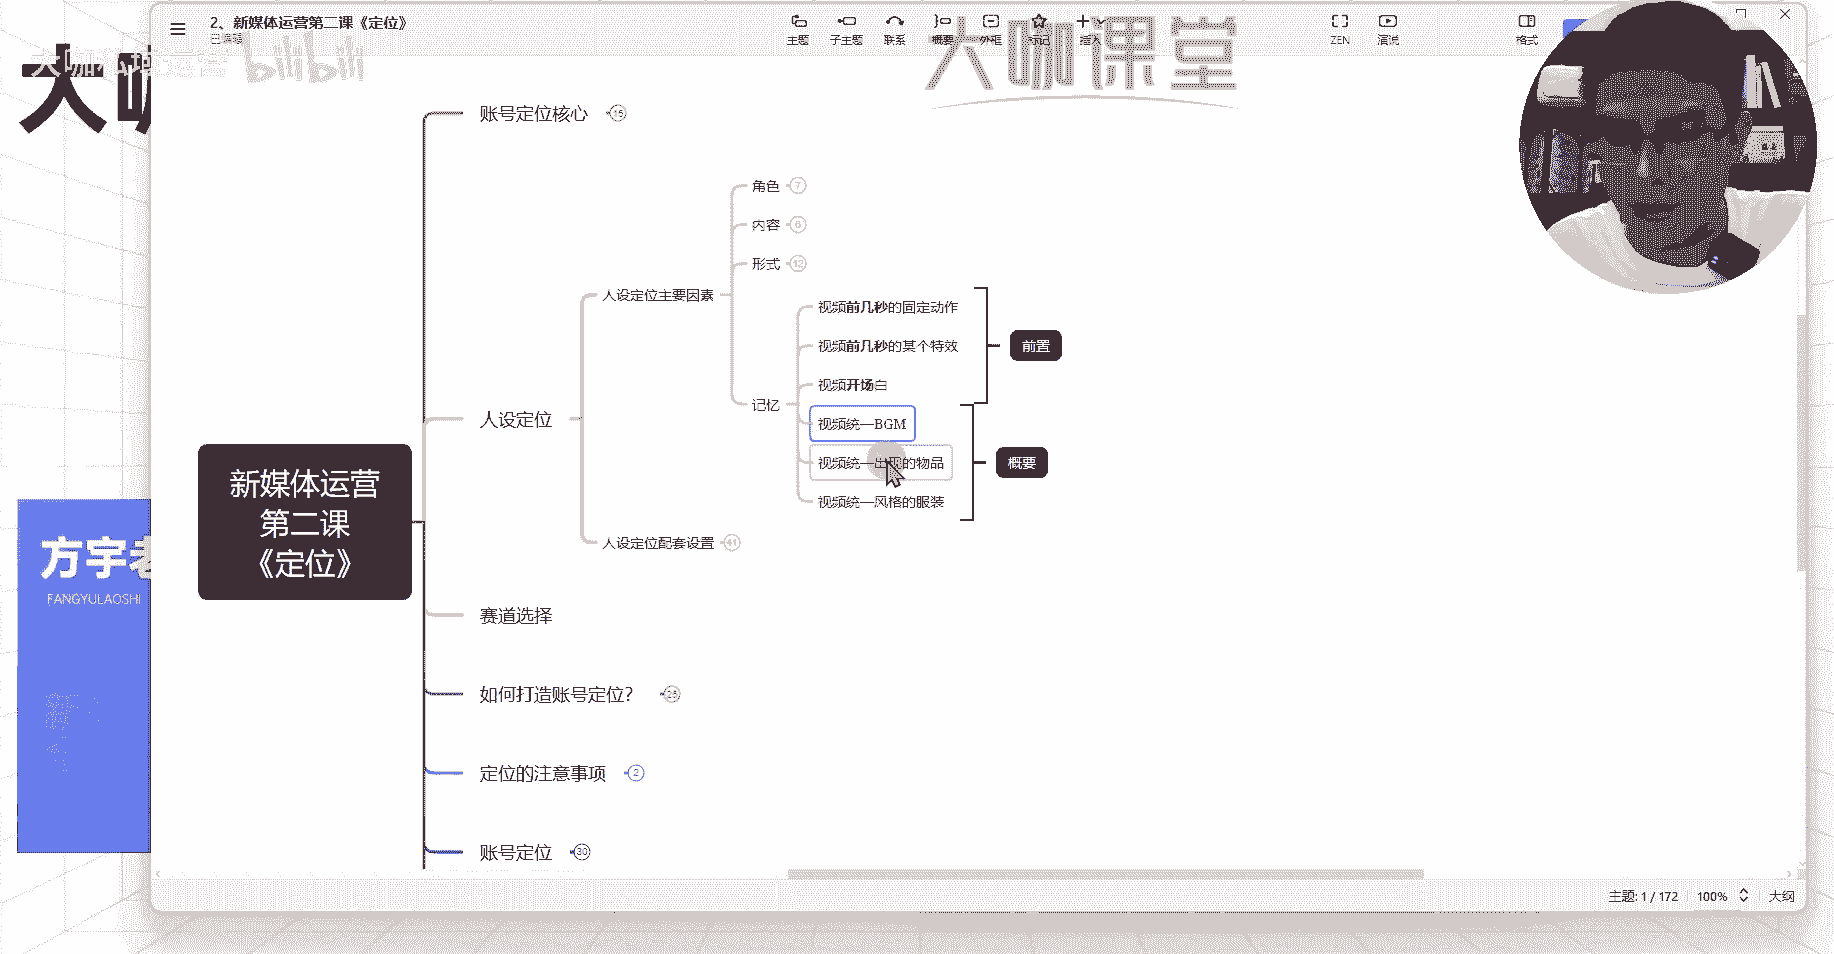 2、新媒体运营第二课《定位》
已编辑
主题
子主题
联系
概要
外框
标记
插入
ZEN
演说
格式
大咖私域运营
bilibili
大咖课堂
账号定位核心
角色 7
内容 6
形式 12
人设定位主要因素
视频前几秒的固定动作
视频前几秒的某个特效
前置
视频开场白
记忆
人设定位
视频统一BGM
视频统一出现的物品
概要
视频统一风格的服装
新媒体运营
第二课
《定位》
人设定位配套设置 41
方宇老
FANGYULAOSHI
赛道选择
如何打造账号定位?
定位的注意事项 2
账号定位 30
主题: 1 / 172
100%
大纲